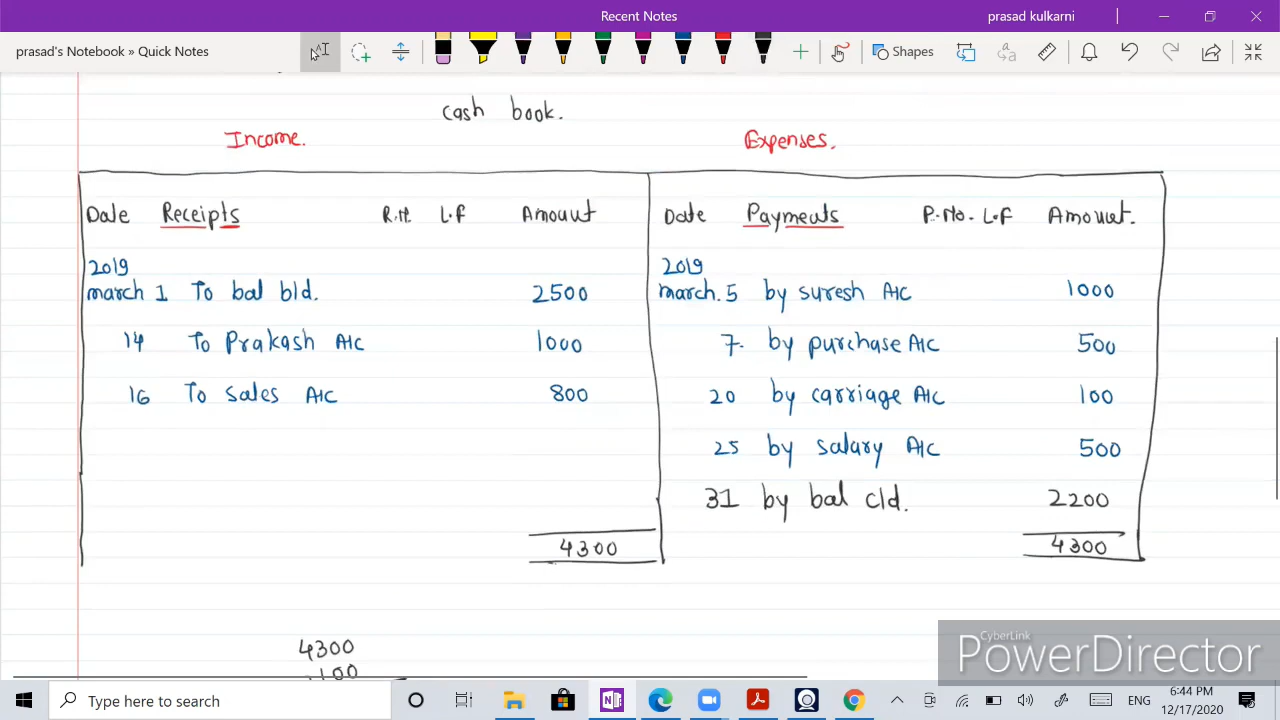 Recent Notes
prasad kulkarni
prasad's Notebook » Quick Notes
Shapes
cash book.
Income.
Expenses.
Date Receipts R.N. L.F Amount
Date Payments P.No. L.F Amount.
2019
2019
march 1 To bal b/d. 2500
march. 5 by suresh A/C 1000
14 To Prakash A/C 1000
7. by purchase A/C 500
16 To sales A/C 800
20 by carriage A/C 100
25 by salary A/C 500
31 by bal c/d. 2200
4300
4300
4300
CyberLink
PowerDirector
Type here to search
6:44 PM
12/17/2020